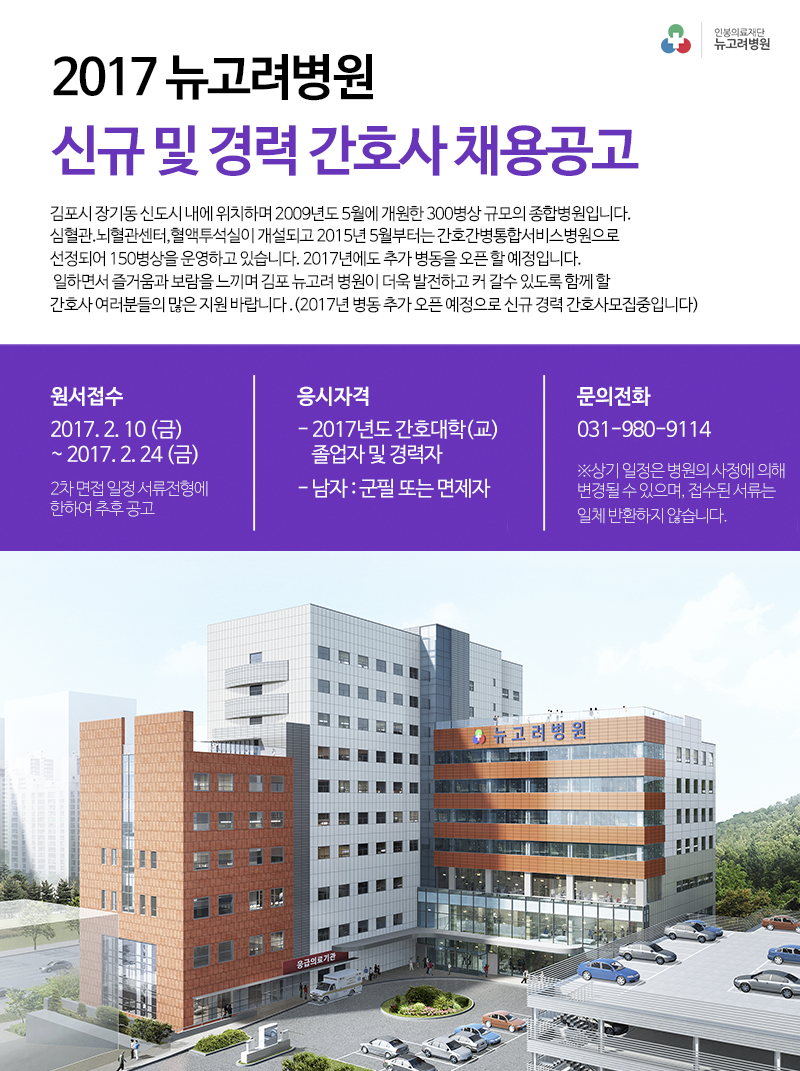 인봉의료재단
뉴고려병원
2017 뉴고려병원
신규 및 경력 간호사 채용공고
김포시 장기동 신도시 내에 위치하며 2009년도 5월에 개원한 300병상 규모의 종합병원입니다.
심혈관.뇌혈관센터,혈액투석실이 개설되고 2015년 5월부터는 간호간병통합서비스병원으로
선정되어 150병상을 운영하고 있습니다. 2017년에도 추가 병동을 오픈 할 예정입니다.
일하면서 즐거움과 보람을 느끼며 김포 뉴고려 병원이 더욱 발전하고 커 갈수 있도록 함께 할
간호사 여러분들의 많은 지원 바랍니다 . (2017년 병동 추가 오픈 예정으로 신규 경력 간호사모집중입니다)
원서접수
2017. 2. 10 (금)
~ 2017. 2. 24 (금)
2차 면접 일정 서류전형에
한하여 추후 공고
응시자격
- 2017년도 간호대학(교)
졸업자 및 경력자
- 남자 : 군필 또는 면제자
문의전화
031-980-9114
※상기 일정은 병원의 사정에 의해
변경될 수 있으며, 접수된 서류는
일체 반환하지 않습니다.
뉴고려병원
응급의료기관